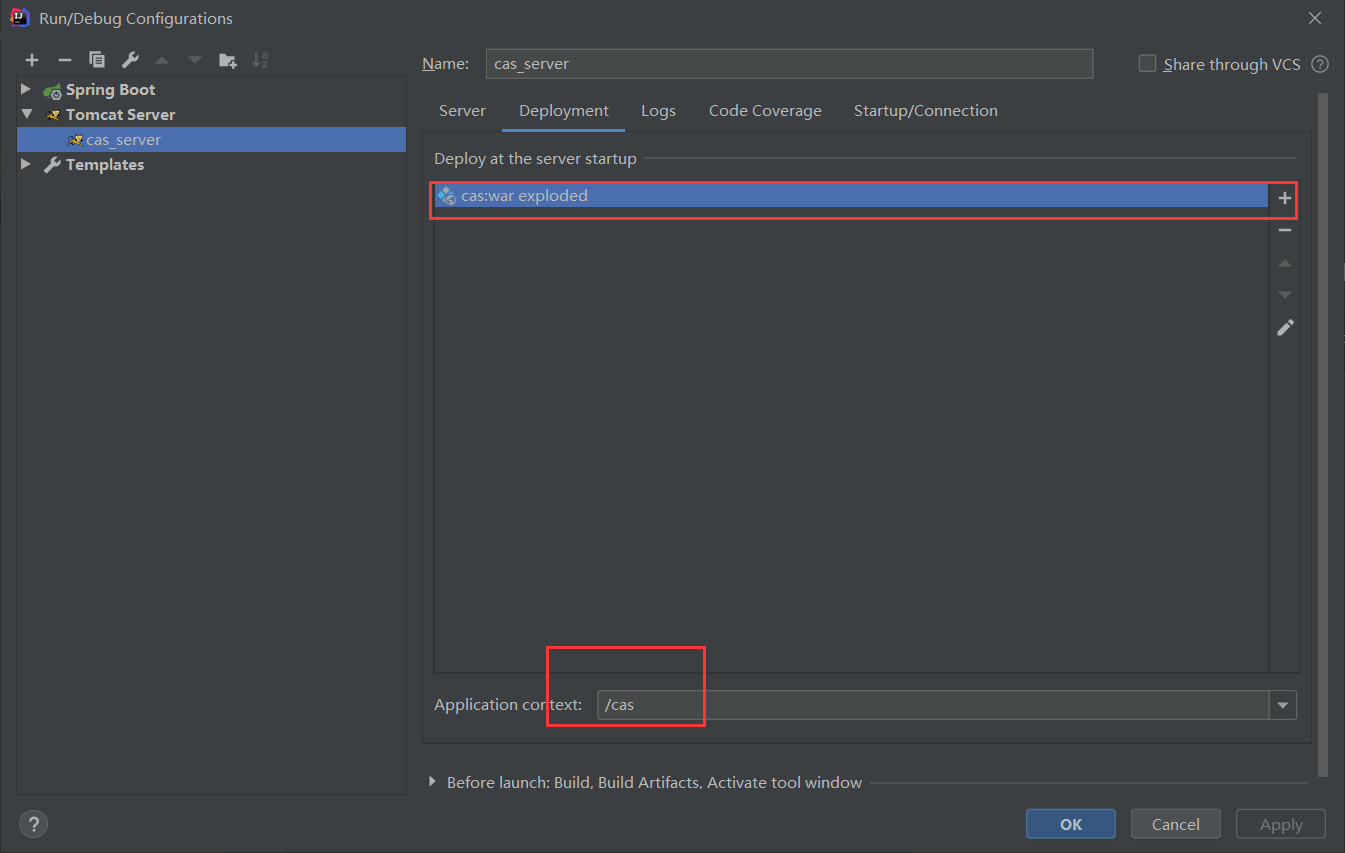 Run/Debug Configurations
Name: cas_server
Share through VCS
Spring Boot
Tomcat Server
cas_server
Templates
Server Deployment Logs Code Coverage Startup/Connection
Deploy at the server startup
cas:war exploded
Application context: /cas
Before launch: Build, Build Artifacts, Activate tool window
? OK Cancel Apply